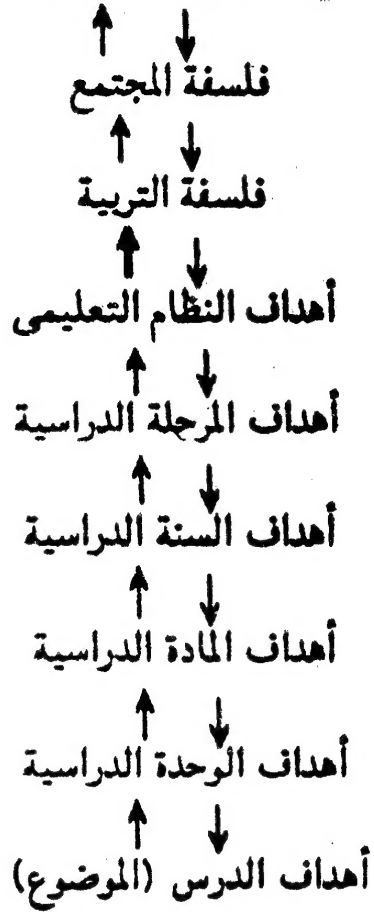 فلسفة المجتمع
فلسفة التربية
أهداف النظام التعليمى
أهداف المرحلة الدراسية
أهداف السنة الدراسية
أهداف المادة الدراسية
أهداف الوحدة الدراسية
أهداف الدرس (الموضوع)